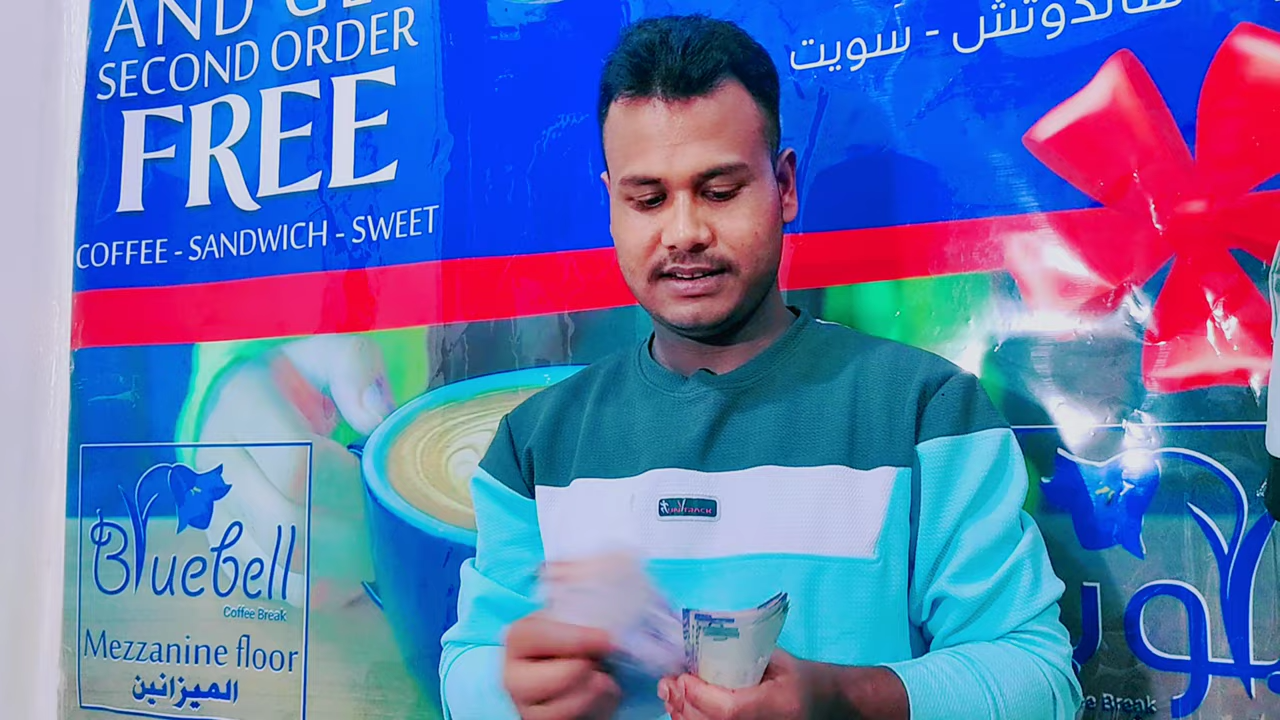 AND GE
SECOND ORDER
FREE
COFFEE - SANDWICH - SWEET
ساندوتش - سويت
Bluebell
Coffee Break
Mezzanine floor
الميزانين
Break